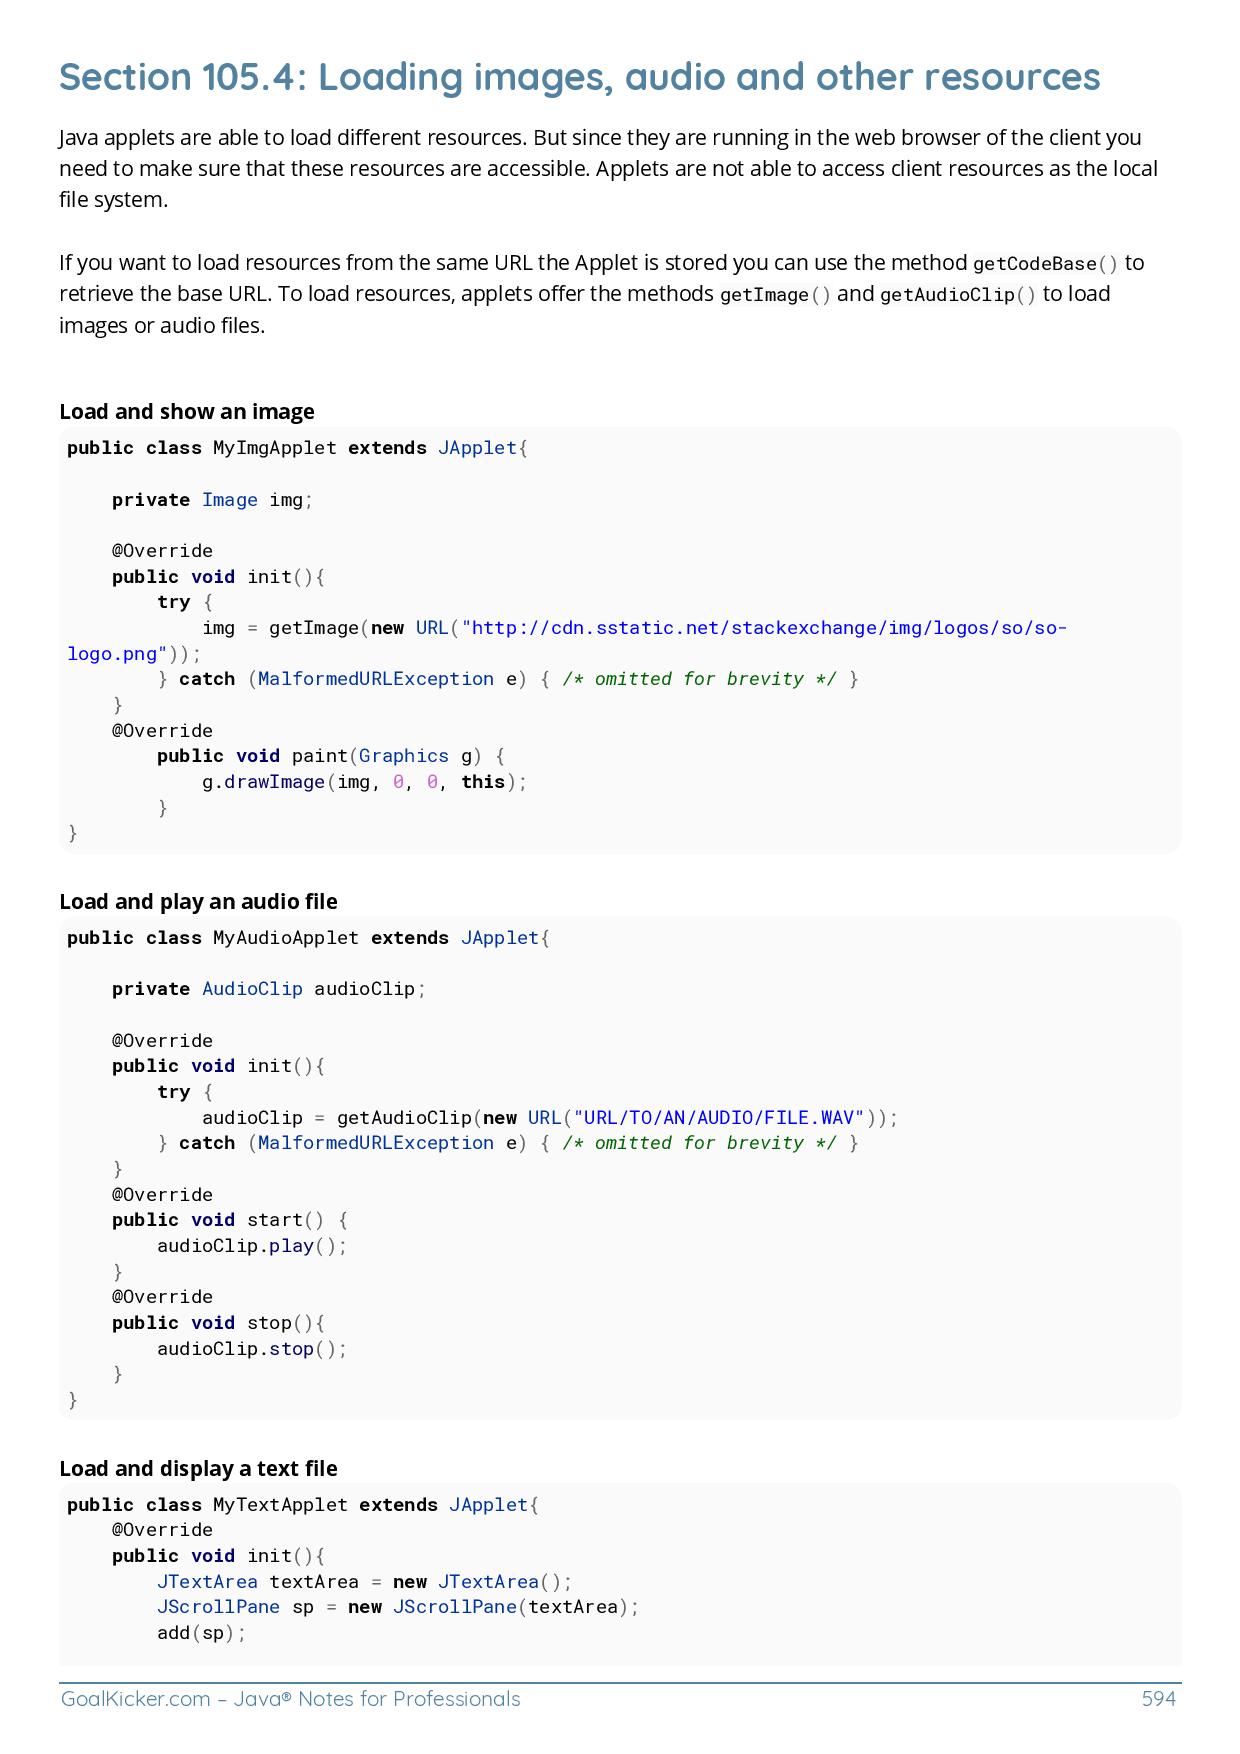 Section 105.4: Loading images, audio and other resources
Java applets are able to load different resources. But since they are running in the web browser of the client you
need to make sure that these resources are accessible. Applets are not able to access client resources as the local
file system.
If you want to load resources from the same URL the Applet is stored you can use the method getCodeBase() to
retrieve the base URL. To load resources, applets offer the methods getImage() and getAudioClip() to load
images or audio files.
Load and show an image
public class MyImgApplet extends JApplet{
    private Image img;
    @Override
    public void init(){
        try {
            img = getImage(new URL("http://cdn.sstatic.net/stackexchange/img/logos/so/so-
logo.png"));
        } catch (MalformedURLException e) { /* omitted for brevity */ }
    }
    @Override
        public void paint(Graphics g) {
            g.drawImage(img, 0, 0, this);
        }
}
Load and play an audio file
public class MyAudioApplet extends JApplet{
    private AudioClip audioClip;
    @Override
    public void init(){
        try {
            audioClip = getAudioClip(new URL("URL/TO/AN/AUDIO/FILE.WAV"));
        } catch (MalformedURLException e) { /* omitted for brevity */ }
    }
    @Override
    public void start() {
        audioClip.play();
    }
    @Override
    public void stop(){
        audioClip.stop();
    }
}
Load and display a text file
public class MyTextApplet extends JApplet{
    @Override
    public void init(){
        JTextArea textArea = new JTextArea();
        JScrollPane sp = new JScrollPane(textArea);
        add(sp);
GoalKicker.com – Java® Notes for Professionals 594